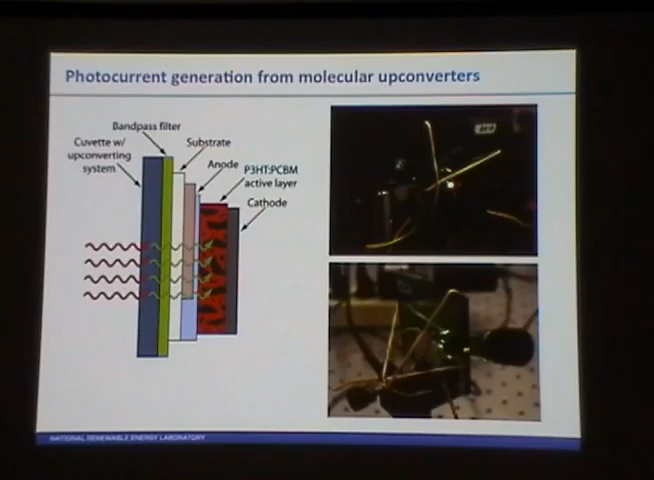 Photocurrent generation from molecular upconverters
Bandpass filter
Cuvette w/
upconverting
system
Substrate
Anode
P3HT:PCBM
active layer
Cathode
NATIONAL RENEWABLE ENERGY LABORATORY